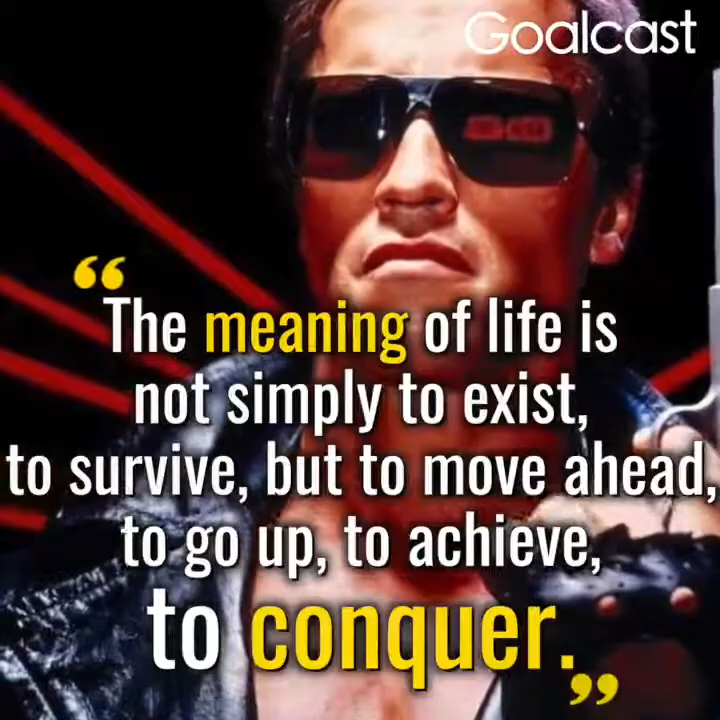 Goalcast
“The meaning of life is
not simply to exist,
to survive, but to move ahead,
to go up, to achieve,
to conquer.”